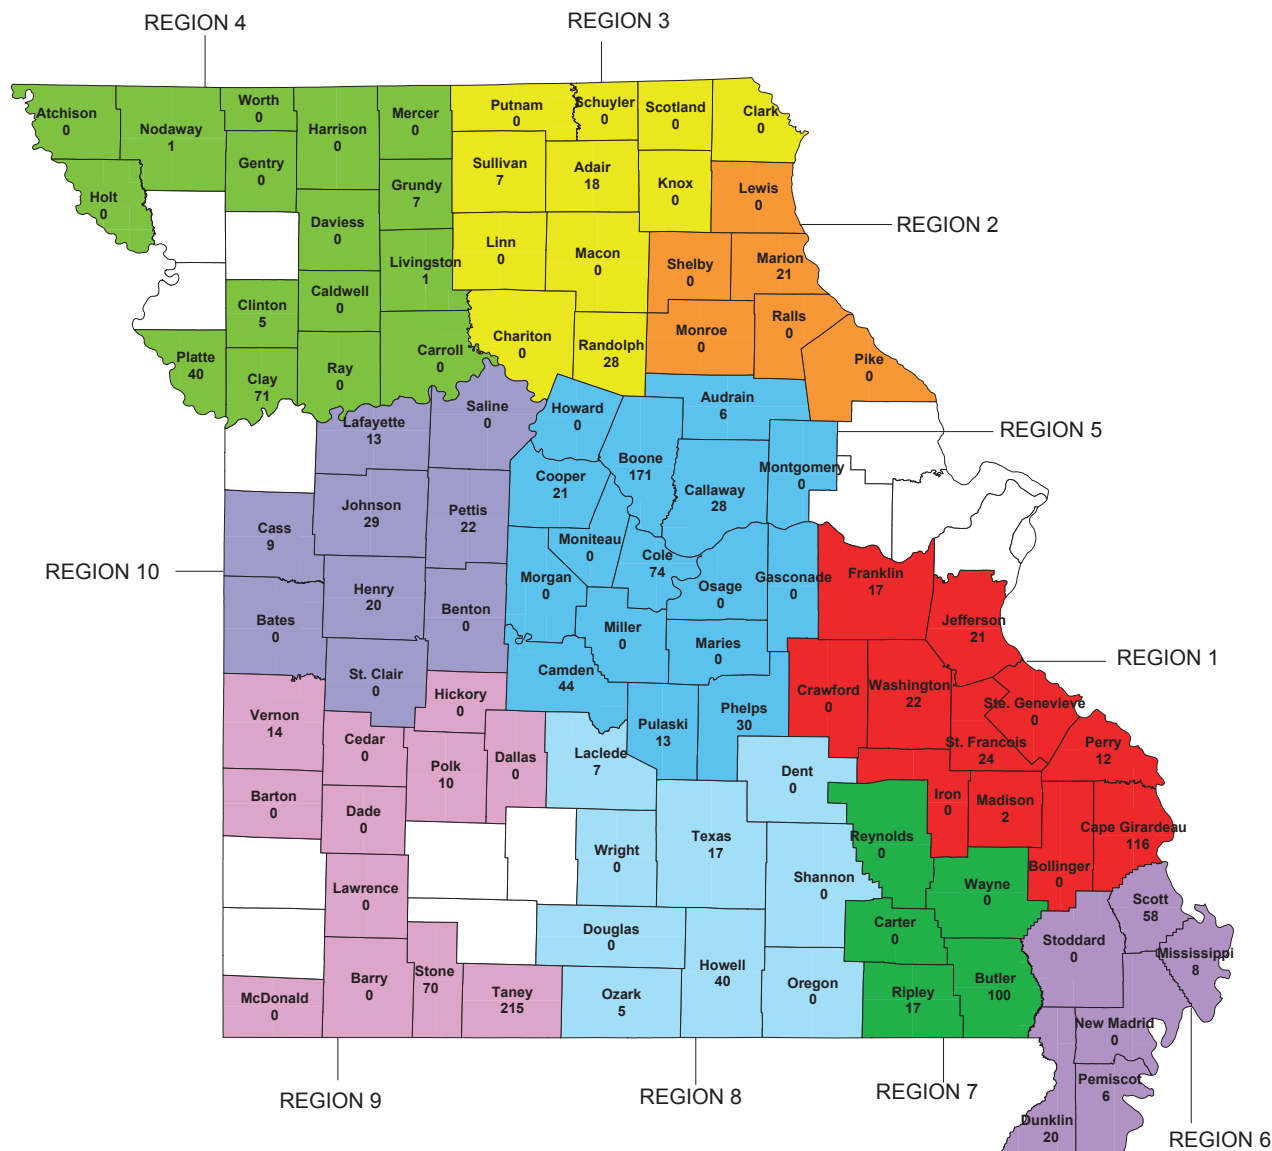 REGION 4
REGION 3
Atchison
0
Nodaway
1
Worth
0
Harrison
0
Mercer
0
Putnam
0
Schuyler
0
Scotland
0
Clark
0
Gentry
0
Grundy
7
Sullivan
7
Adair
18
Knox
0
Lewis
0
Holt
0
REGION 2
Daviess
0
Livingston
1
Linn
0
Macon
0
Shelby
0
Marion
21
Clinton
5
Caldwell
0
Chariton
0
Randolph
28
Monroe
0
Ralls
0
Pike
0
Platte
40
Clay
71
Ray
0
Carroll
0
Lafayette
13
Saline
0
Howard
0
Audrain
6
REGION 5
Boone
171
Cooper
21
Callaway
28
Montgomery
0
Johnson
29
Pettis
22
Cass
9
Moniteau
0
Cole
74
REGION 10
Morgan
0
Osage
0
Gasconade
0
Franklin
17
Henry
20
Benton
0
Bates
0
Miller
0
Maries
0
Jefferson
21
REGION 1
St. Clair
0
Hickory
0
Camden
44
Crawford
0
Washington
22
Ste. Genevieve
0
Vernon
14
Cedar
0
Pulaski
13
Phelps
30
St. Francois
24
Perry
12
Polk
10
Dallas
0
Laclede
7
Dent
0
Barton
0
Dade
0
Iron
0
Madison
2
Texas
17
Reynolds
0
Cape Girardeau
116
Wright
0
Bollinger
0
Shannon
0
Wayne
0
Lawrence
0
Scott
58
Douglas
0
Carter
0
Stoddard
0
Mississippi
8
Barry
0
Stone
70
Howell
40
Oregon
0
Butler
100
McDonald
0
Taney
215
Ozark
5
Ripley
17
New Madrid
0
Pemiscot
6
Dunklin
20
REGION 9
REGION 8
REGION 7
REGION 6